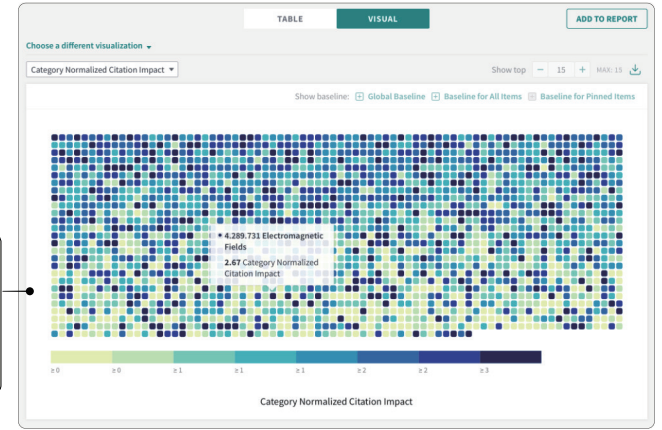 TABLE VISUAL ADD TO REPORT
Choose a different visualization
Category Normalized Citation Impact
Show top − 15 + MAX: 15
Show baseline: Global Baseline Baseline for All Items Baseline for Pinned Items
4.289.731 Electromagnetic
Fields
2.67 Category Normalized
Citation Impact
≥ 0 ≥ 0 ≥ 1 ≥ 1 ≥ 1 ≥ 2 ≥ 2 ≥ 3
Category Normalized Citation Impact